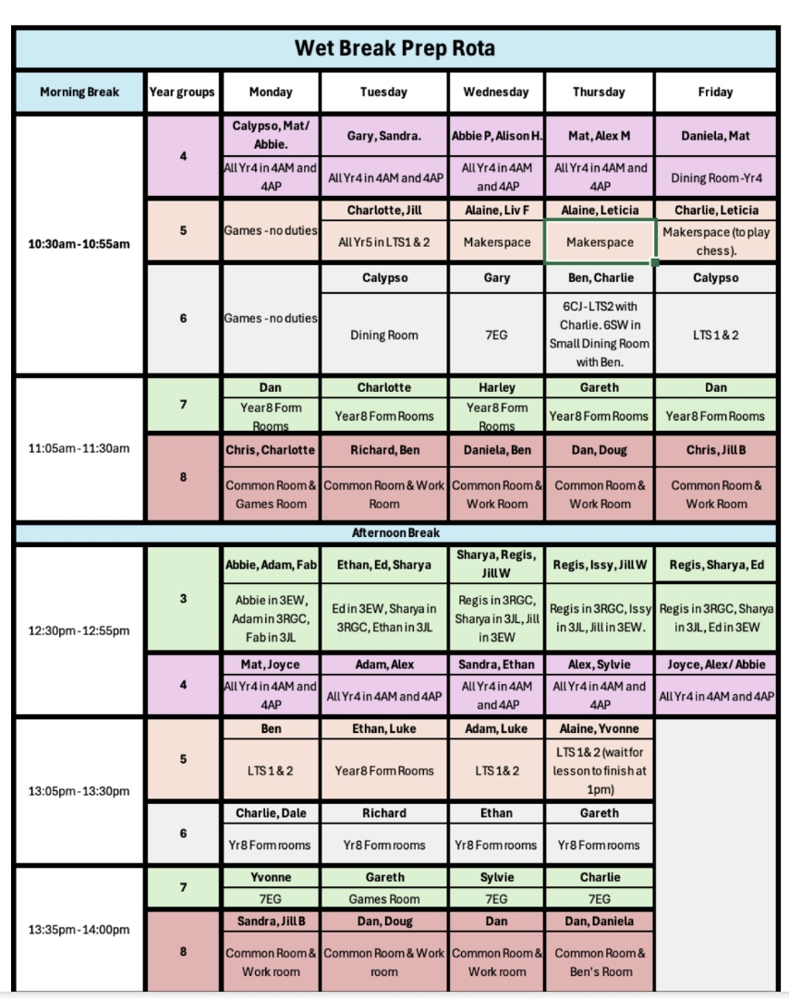 Wet Break Prep Rota
Morning Break Year groups Monday Tuesday Wednesday Thursday Friday
10:30am-10:55am
4
Calypso, Mat/
Abbie.
Gary, Sandra.
Abbie P, Alison H.
Mat, Alex M
Daniela, Mat
All Yr4 in 4AM and
4AP
All Yr4 in 4AM and 4AP
All Yr4 in 4AM
and 4AP
All Yr4 in 4AM and
4AP
Dining Room -Yr4
5
Games - no duties
Charlotte, Jill
Alaine, Liv F
Alaine, Leticia
Charlie, Leticia
All Yr5 in LTS1 & 2
Makerspace
Makerspace
Makerspace (to play
chess).
6
Games - no duties
Calypso
Gary
Ben, Charlie
Calypso
Dining Room
7EG
6CJ - LTS2 with
Charlie. 6SW in
Small Dining Room
with Ben.
LTS 1 & 2
11:05am-11:30am
7
Dan
Charlotte
Harley
Gareth
Dan
Year 8 Form
Rooms
Year 8 Form Rooms
Year 8 Form
Rooms
Year 8 Form Rooms
Year 8 Form Rooms
8
Chris, Charlotte
Richard, Ben
Daniela, Ben
Dan, Doug
Chris, Jill B
Common Room &
Games Room
Common Room & Work
Room
Common Room &
Work Room
Common Room &
Work Room
Common Room &
Work Room
Afternoon Break
12:30pm-12:55pm
3
Abbie, Adam, Fab
Ethan, Ed, Sharya
Sharya, Regis,
Jill W
Regis, Issy, Jill W
Regis, Sharya, Ed
Abbie in 3EW,
Adam in 3RGC,
Fab in 3JL
Ed in 3EW, Sharya in
3RGC, Ethan in 3JL
Regis in 3RGC,
Sharya in 3JL, Jill
in 3EW
Regis in 3RGC, Issy
in 3JL, Jill in 3EW.
Regis in 3RGC, Sharya
in 3JL, Ed in 3EW
4
Mat, Joyce
Adam, Alex
Sandra, Ethan
Alex, Sylvie
Joyce, Alex/ Abbie
All Yr4 in 4AM and
4AP
All Yr4 in 4AM and 4AP
All Yr4 in 4AM
and 4AP
All Yr4 in 4AM and
4AP
All Yr4 in 4AM and 4AP
13:05pm-13:30pm
5
Ben
Ethan, Luke
Adam, Luke
Alaine, Yvonne
LTS 1 & 2
Year 8 Form Rooms
LTS 1& 2
LTS 1& 2 (wait for
lesson to finish at
1pm)
6
Charlie, Dale
Richard
Ethan
Gareth
Yr8 Form rooms
Yr8 Form rooms
Yr8 Form rooms
Yr8 Form rooms
13:35pm-14:00pm
7
Yvonne
Gareth
Sylvie
Charlie
7EG
Games Room
7EG
7EG
8
Sandra, Jill B
Dan, Doug
Dan
Dan, Daniela
Common Room &
Work room
Common Room & Work
room
Common Room &
Work room
Common Room &
Ben's Room